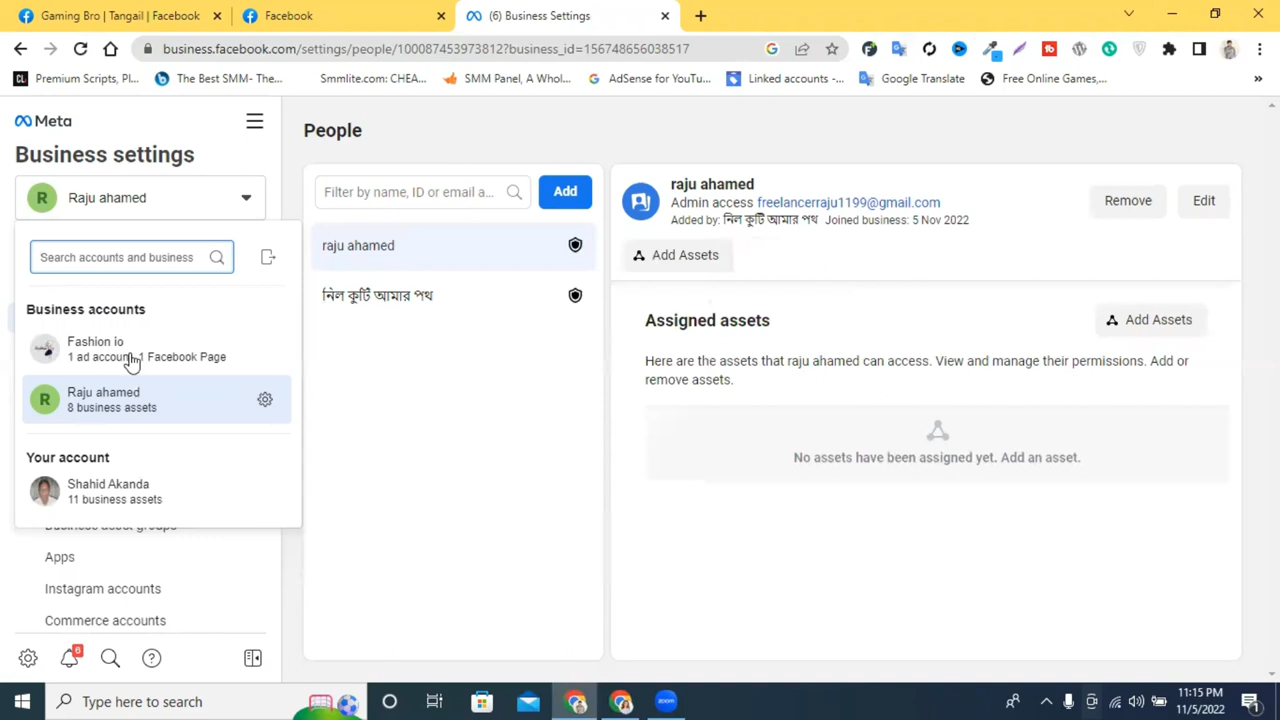 Gaming Bro | Tangail | Facebook
Facebook
(6) Business Settings
business.facebook.com/settings/people/100087453973812?business_id=156748656038517
Premium Scripts, Pl...
The Best SMM- The...
Smmlite.com: CHEA...
SMM Panel, A Whol...
AdSense for YouTu...
Linked accounts -...
Google Translate
Free Online Games,...
Meta
Business settings
R
Raju ahamed
Search accounts and business
Business accounts
Fashion io
1 ad account, 1 Facebook Page
R
Raju ahamed
8 business assets
Your account
Shahid Akanda
11 business assets
Business asset groups
Apps
Instagram accounts
Commerce accounts
6
People
Filter by name, ID or email a...
Add
raju ahamed
নিল কুটি আমার পথ
raju ahamed
Admin access freelancerraju1199@gmail.com
Added by: নিল কুটি আমার পথ Joined business: 5 Nov 2022
Remove
Edit
Add Assets
Assigned assets
Add Assets
Here are the assets that raju ahamed can access. View and manage their permissions. Add or
remove assets.
No assets have been assigned yet. Add an asset.
Type here to search
11:15 PM
11/5/2022
1